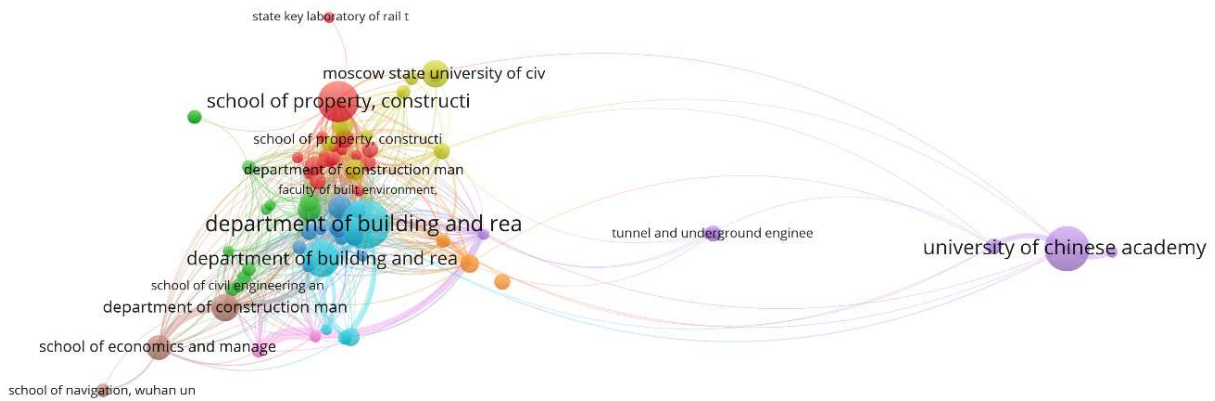 state key laboratory of rail t
moscow state university of civ
school of property, constructi
school of property, constructi
department of construction man
faculty of built environment,
department of building and rea
tunnel and underground enginee
university of chinese academy
department of building and rea
school of civil engineering an
department of construction man
school of economics and manage
school of navigation, wuhan un